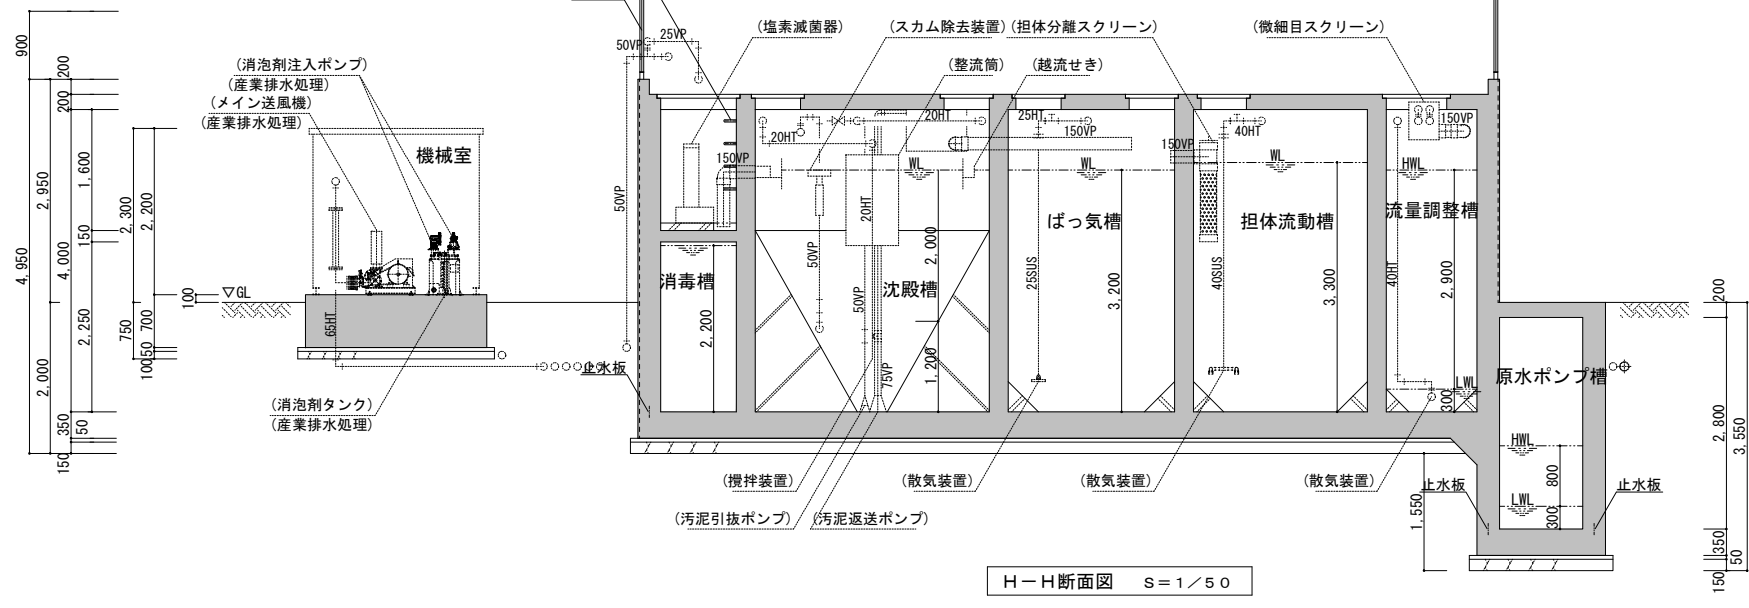 (塩素滅菌器)
(スカム除去装置)
(担体分離スクリーン)
(微細目スクリーン)
25VP
50VP
(消泡剤注入ポンプ)
(産業排水処理)
(メイン送風機)
(産業排水処理)
(整流筒)
(越流せき)
900
200
200
機械室
20HT
20HT
25HT
150VP
40HT
150VP
150VP
150VP
WL
WL
WL
HWL
2,950
1,600
2,300
2,200
50VP
20HT
ばっ気槽
担体流動槽
流量調整槽
4,950
4,000
150
消毒槽
沈殿槽
50VP
50VP
2,000
25SUS
3,200
40SUS
3,300
40HT
2,900
100
▽GL
65HT
2,200
1,200
75VP
200
2,000
2,250
750
700
50
100
止水板
原水ポンプ槽
LWL
300
350
50
150
(消泡剤タンク)
(産業排水処理)
2,800
3,550
HWL
800
LWL
300
(攪拌装置)
(散気装置)
(散気装置)
(散気装置)
止水板
止水板
(汚泥引抜ポンプ)
(汚泥返送ポンプ)
1,550
350
50
150
H－H断面図 S=1/50